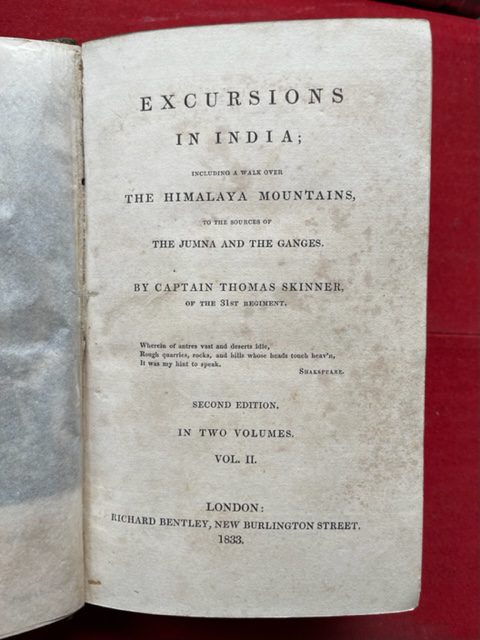 EXCURSIONS
IN INDIA;
INCLUDING A WALK OVER
THE HIMALAYA MOUNTAINS,
TO THE SOURCES OF
THE JUMNA AND THE GANGES.
BY CAPTAIN THOMAS SKINNER,
OF THE 31ST REGIMENT.
Wherein of antres vast and deserts idle,
Rough quarries, rocks, and hills whose heads touch heav'n,
It was my hint to speak.
SHAKSPEARE.
SECOND EDITION.
IN TWO VOLUMES.
VOL. II.
LONDON:
RICHARD BENTLEY, NEW BURLINGTON STREET.
1833.